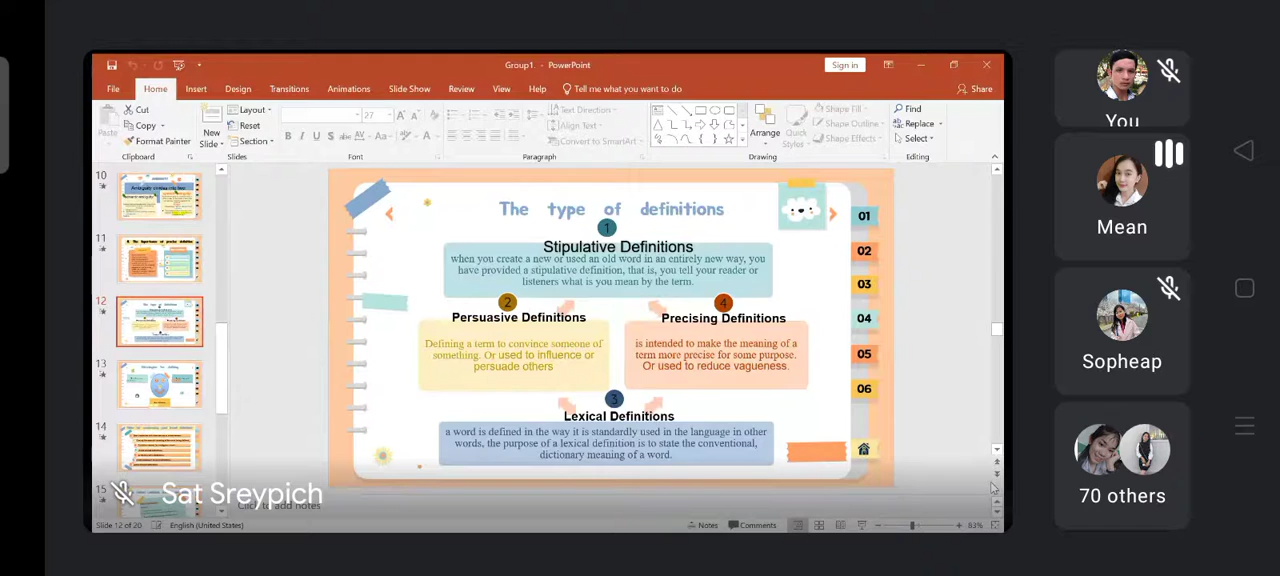 Group1. - PowerPoint
Sign in
File Home Insert Design Transitions Animations Slide Show Review View Help Tell me what you want to do
Share
Paste
Cut
Copy
Format Painter
Clipboard
New
Slide
Layout
Reset
Section
Slides
27
B I U S abc AV Aa A
Font
Text Direction
Align Text
Convert to SmartArt
Paragraph
Arrange
Quick
Styles
Shape Fill
Shape Outline
Shape Effects
Drawing
Find
Replace
Select
Editing
10
11
12
13
14
15
The type of definitions
1
Stipulative Definitions
when you create a new or used an old word in an entirely new way, you
have provided a stipulative definition, that is, you tell your reader or
listeners what is you mean by the term.
2
Persuasive Definitions
Defining a term to convince someone of
something. Or used to influence or
persuade others
4
Precising Definitions
is intended to make the meaning of a
term more precise for some purpose.
Or used to reduce vagueness.
3
Lexical Definitions
a word is defined in the way it is standardly used in the language in other
words, the purpose of a lexical definition is to state the conventional,
dictionary meaning of a word.
01
02
03
04
05
06
Sat Sreypich
Click to add notes
Slide 12 of 20
English (United States)
Notes
Comments
83%
You
Mean
Sopheap
70 others